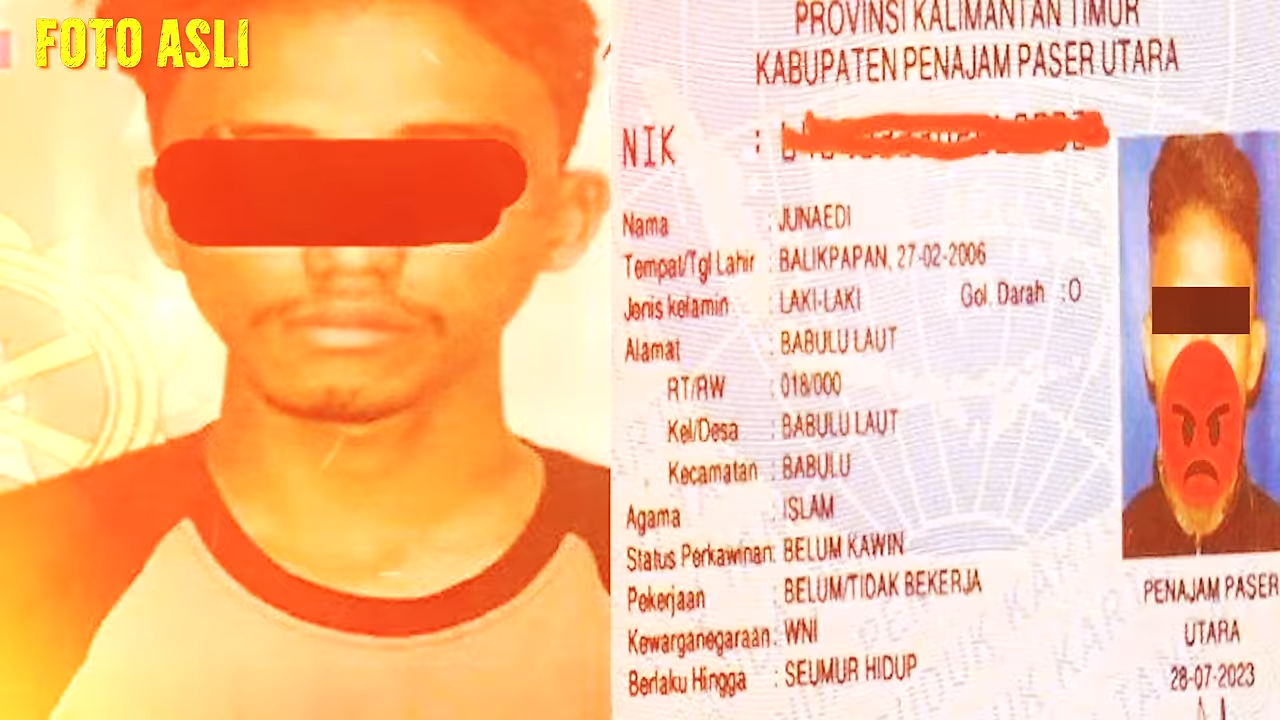 FOTO ASLI
PROVINSI KALIMANTAN TIMUR
KABUPATEN PENAJAM PASER UTARA
NIK :
Nama : JUNAEDI
Tempat/Tgl Lahir : BALIKPAPAN, 27-02-2006
Jenis kelamin : LAKI-LAKI Gol. Darah : O
Alamat : BABULU LAUT
RT/RW : 018/000
Kel/Desa : BABULU LAUT
Kecamatan : BABULU
Agama : ISLAM
Status Perkawinan: BELUM KAWIN
Pekerjaan : BELUM/TIDAK BEKERJA
Kewarganegaraan: WNI
Berlaku Hingga : SEUMUR HIDUP
PENAJAM PASER
UTARA
28-07-2023